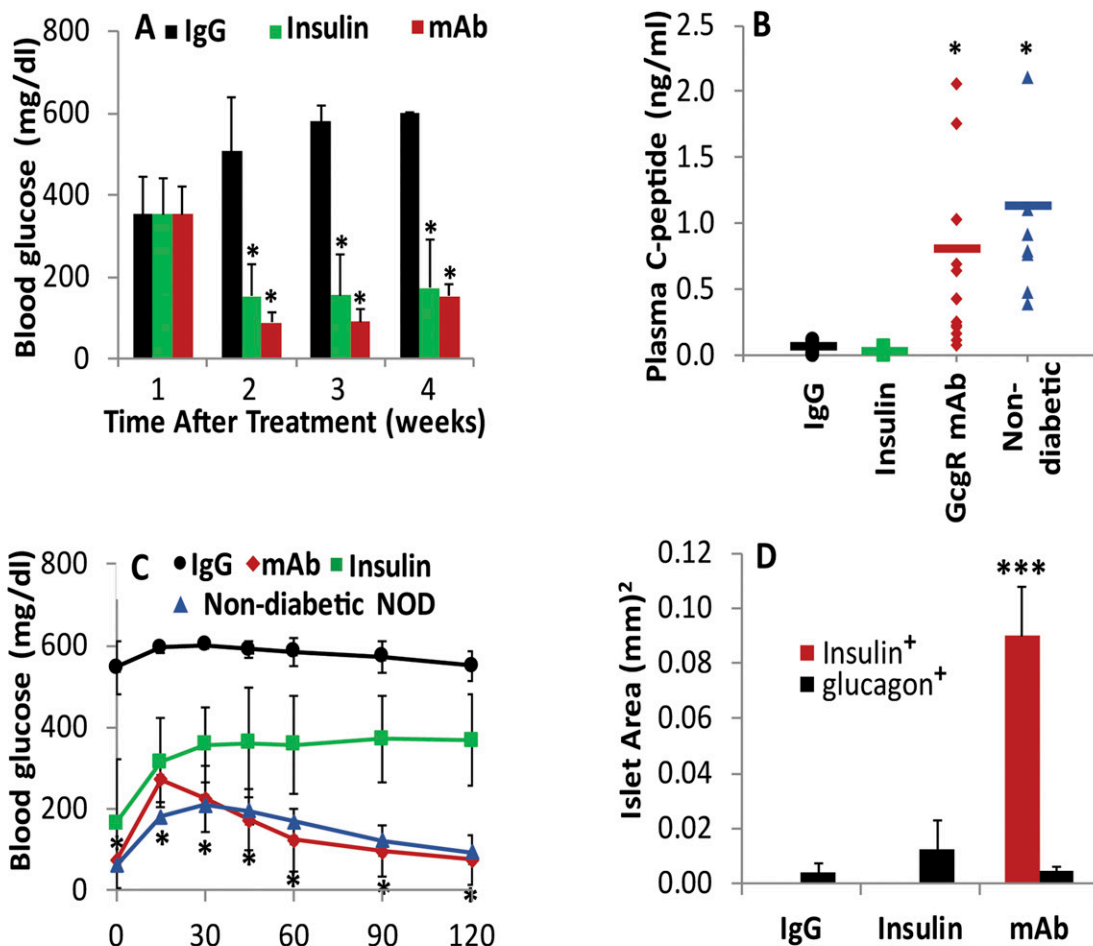 A
IgG
Insulin
mAb
Blood glucose (mg/dl)
800
600
400
200
0
*
*
*
*
*
*
1
2
3
4
Time After Treatment (weeks)
B
Plasma C-peptide (ng/ml)
2.5
2.0
1.5
1.0
0.5
0.0
*
*
IgG
Insulin
GcgR mAb
Non-
diabetic
C
IgG
mAb
Insulin
Non-diabetic NOD
Blood glucose (mg/dl)
800
600
400
200
0
*
*
*
*
*
*
*
0
30
60
90
120
D
Islet Area (mm)²
0.12
0.10
0.08
0.06
0.04
0.02
0.00
***
Insulin⁺
glucagon⁺
IgG
Insulin
mAb